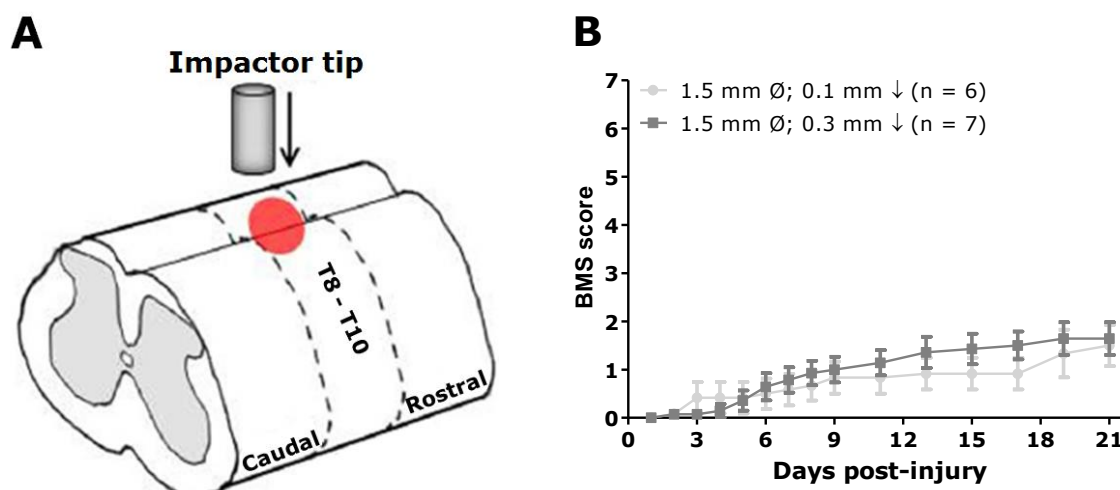 A
Impactor tip
T8 - T10
Caudal
Rostral
B
1.5 mm Ø; 0.1 mm ↓ (n = 6)
1.5 mm Ø; 0.3 mm ↓ (n = 7)
BMS score
7
6
5
4
3
2
1
0
0 3 6 9 12 15 18 21
Days post-injury